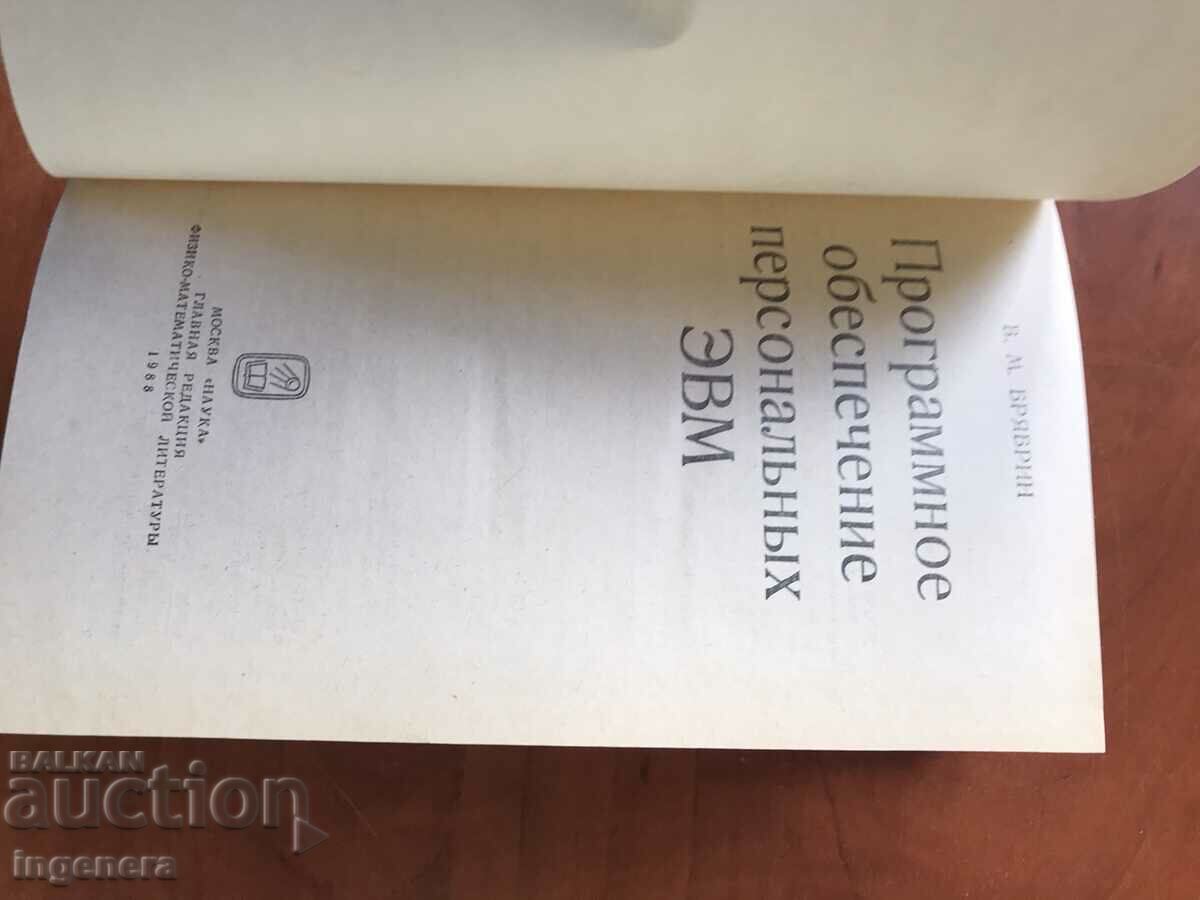 В. М. БРЯБРИН
Программное
обеспечение
персональных
ЭВМ
МОСКВА «НАУКА»
ГЛАВНАЯ РЕДАКЦИЯ
ФИЗИКО-МАТЕМАТИЧЕСКОЙ ЛИТЕРАТУРЫ
1988
BALKAN
auction
ingenera